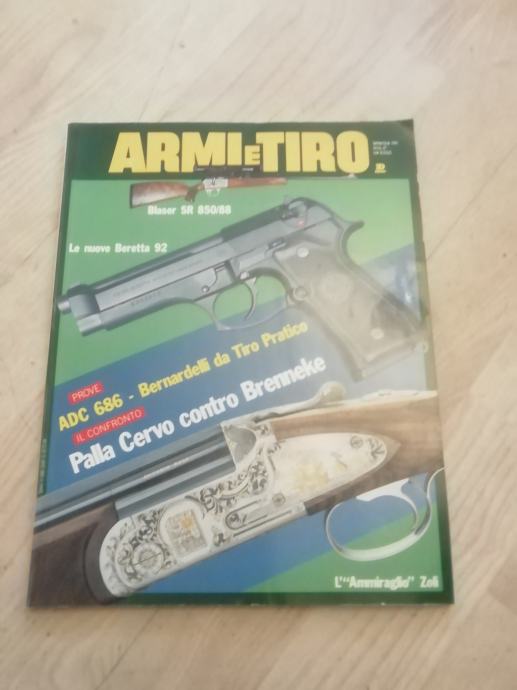 ARMI E TIRO
Blaser SR 850/88
Le nuove Beretta 92
PROVE
ADC 686 - Bernardelli da Tiro Pratico
IL CONFRONTO
Palla Cervo contro Brenneke
L'"Ammiraglio" Zoli